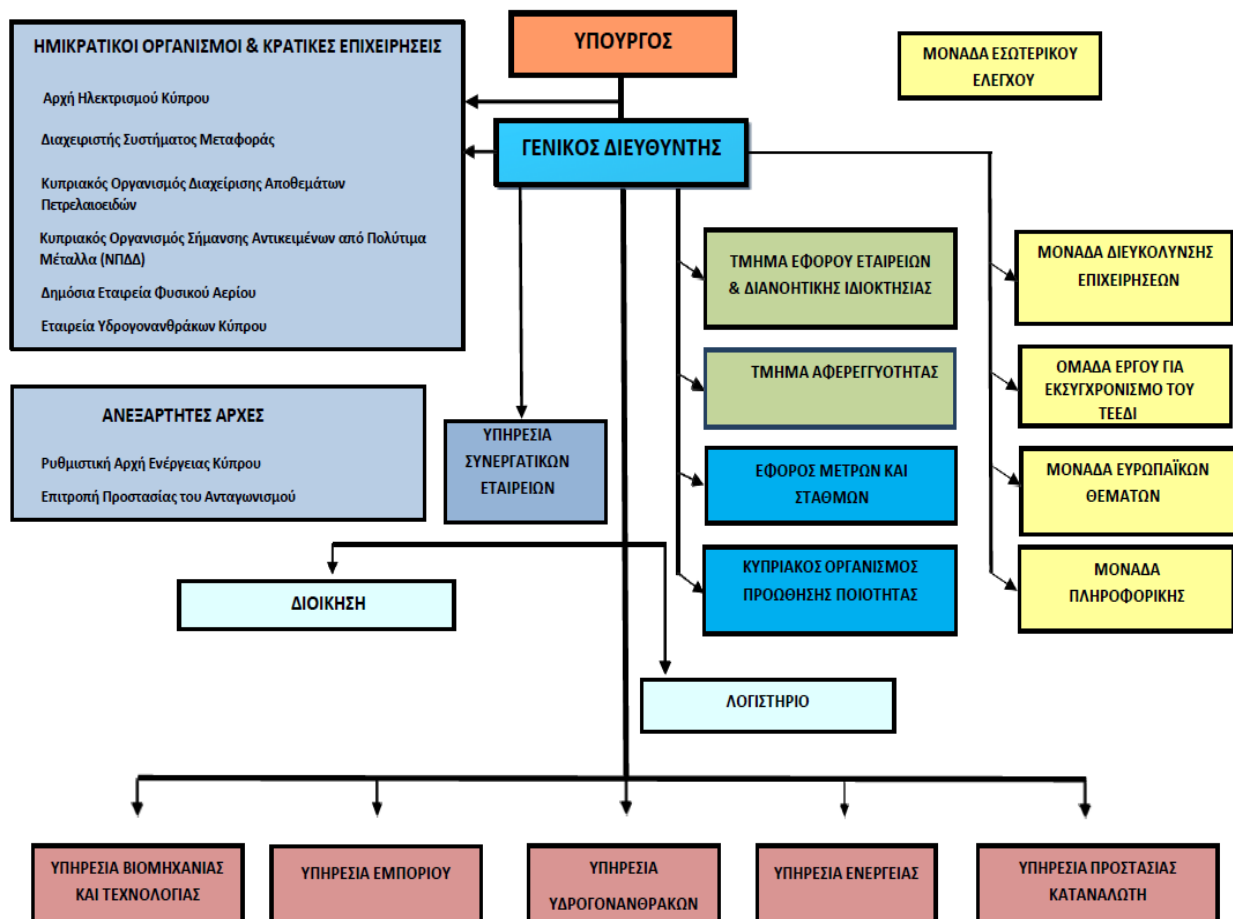 ΗΜΙΚΡΑΤΙΚΟΙ ΟΡΓΑΝΙΣΜΟΙ & ΚΡΑΤΙΚΕΣ ΕΠΙΧΕΙΡΗΣΕΙΣ
Αρχή Ηλεκτρισμού Κύπρου
Διαχειριστής Συστήματος Μεταφοράς
Κυπριακός Οργανισμός Διαχείρισης Αποθεμάτων
Πετρελαιοειδών
Κυπριακός Οργανισμός Σήμανσης Αντικειμένων από Πολύτιμα
Μέταλλα (ΝΠΔΔ)
Δημόσια Εταιρεία Φυσικού Αερίου
Εταιρεία Υδρογονανθράκων Κύπρου
ΥΠΟΥΡΓΟΣ
ΜΟΝΑΔΑ ΕΣΩΤΕΡΙΚΟΥ
ΕΛΕΓΧΟΥ
ΓΕΝΙΚΟΣ ΔΙΕΥΘΥΝΤΗΣ
ΑΝΕΞΑΡΤΗΤΕΣ ΑΡΧΕΣ
Ρυθμιστική Αρχή Ενέργειας Κύπρου
Επιτροπή Προστασίας του Ανταγωνισμού
ΥΠΗΡΕΣΙΑ
ΣΥΝΕΡΓΑΤΙΚΩΝ
ΕΤΑΙΡΕΙΩΝ
ΤΜΗΜΑ ΕΦΟΡΟΥ ΕΤΑΙΡΕΙΩΝ
& ΔΙΑΝΟΗΤΙΚΗΣ ΙΔΙΟΚΤΗΣΙΑΣ
ΤΜΗΜΑ ΑΦΕΡΕΓΓΥΟΤΗΤΑΣ
ΕΦΟΡΟΣ ΜΕΤΡΩΝ ΚΑΙ
ΣΤΑΘΜΩΝ
ΚΥΠΡΙΑΚΟΣ ΟΡΓΑΝΙΣΜΟΣ
ΠΡΟΩΘΗΣΗΣ ΠΟΙΟΤΗΤΑΣ
ΜΟΝΑΔΑ ΔΙΕΥΚΟΛΥΝΣΗΣ
ΕΠΙΧΕΙΡΗΣΕΩΝ
ΟΜΑΔΑ ΕΡΓΟΥ ΓΙΑ
ΕΚΣΥΓΧΡΟΝΙΣΜΟ ΤΟΥ
ΤΕΕΔΙ
ΜΟΝΑΔΑ ΕΥΡΩΠΑΪΚΩΝ
ΘΕΜΑΤΩΝ
ΜΟΝΑΔΑ
ΠΛΗΡΟΦΟΡΙΚΗΣ
ΔΙΟΙΚΗΣΗ
ΛΟΓΙΣΤΗΡΙΟ
ΥΠΗΡΕΣΙΑ ΒΙΟΜΗΧΑΝΙΑΣ
ΚΑΙ ΤΕΧΝΟΛΟΓΙΑΣ
ΥΠΗΡΕΣΙΑ ΕΜΠΟΡΙΟΥ
ΥΠΗΡΕΣΙΑ
ΥΔΡΟΓΟΝΑΝΘΡΑΚΩΝ
ΥΠΗΡΕΣΙΑ ΕΝΕΡΓΕΙΑΣ
ΥΠΗΡΕΣΙΑ ΠΡΟΣΤΑΣΙΑΣ
ΚΑΤΑΝΑΛΩΤΗ